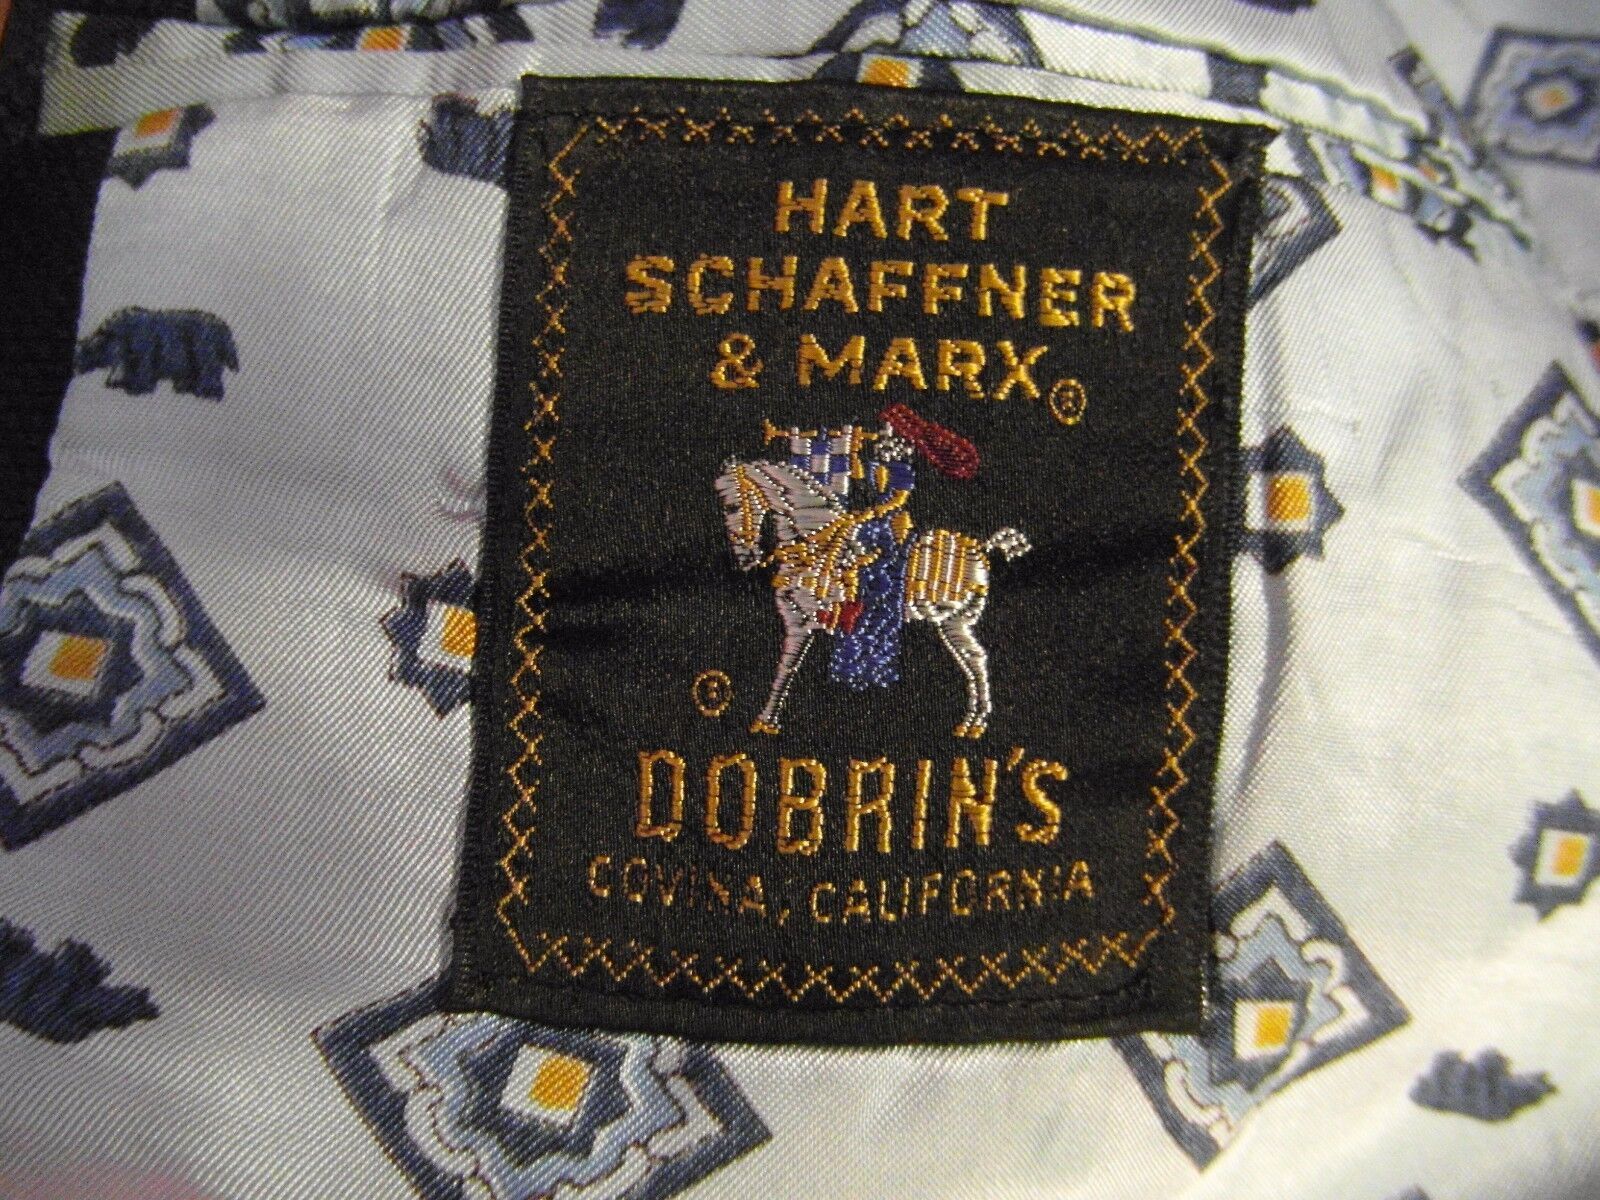 HART
SCHAFFNER
& MARX®
®
DOBRIN'S
COVINA, CALIFORNIA